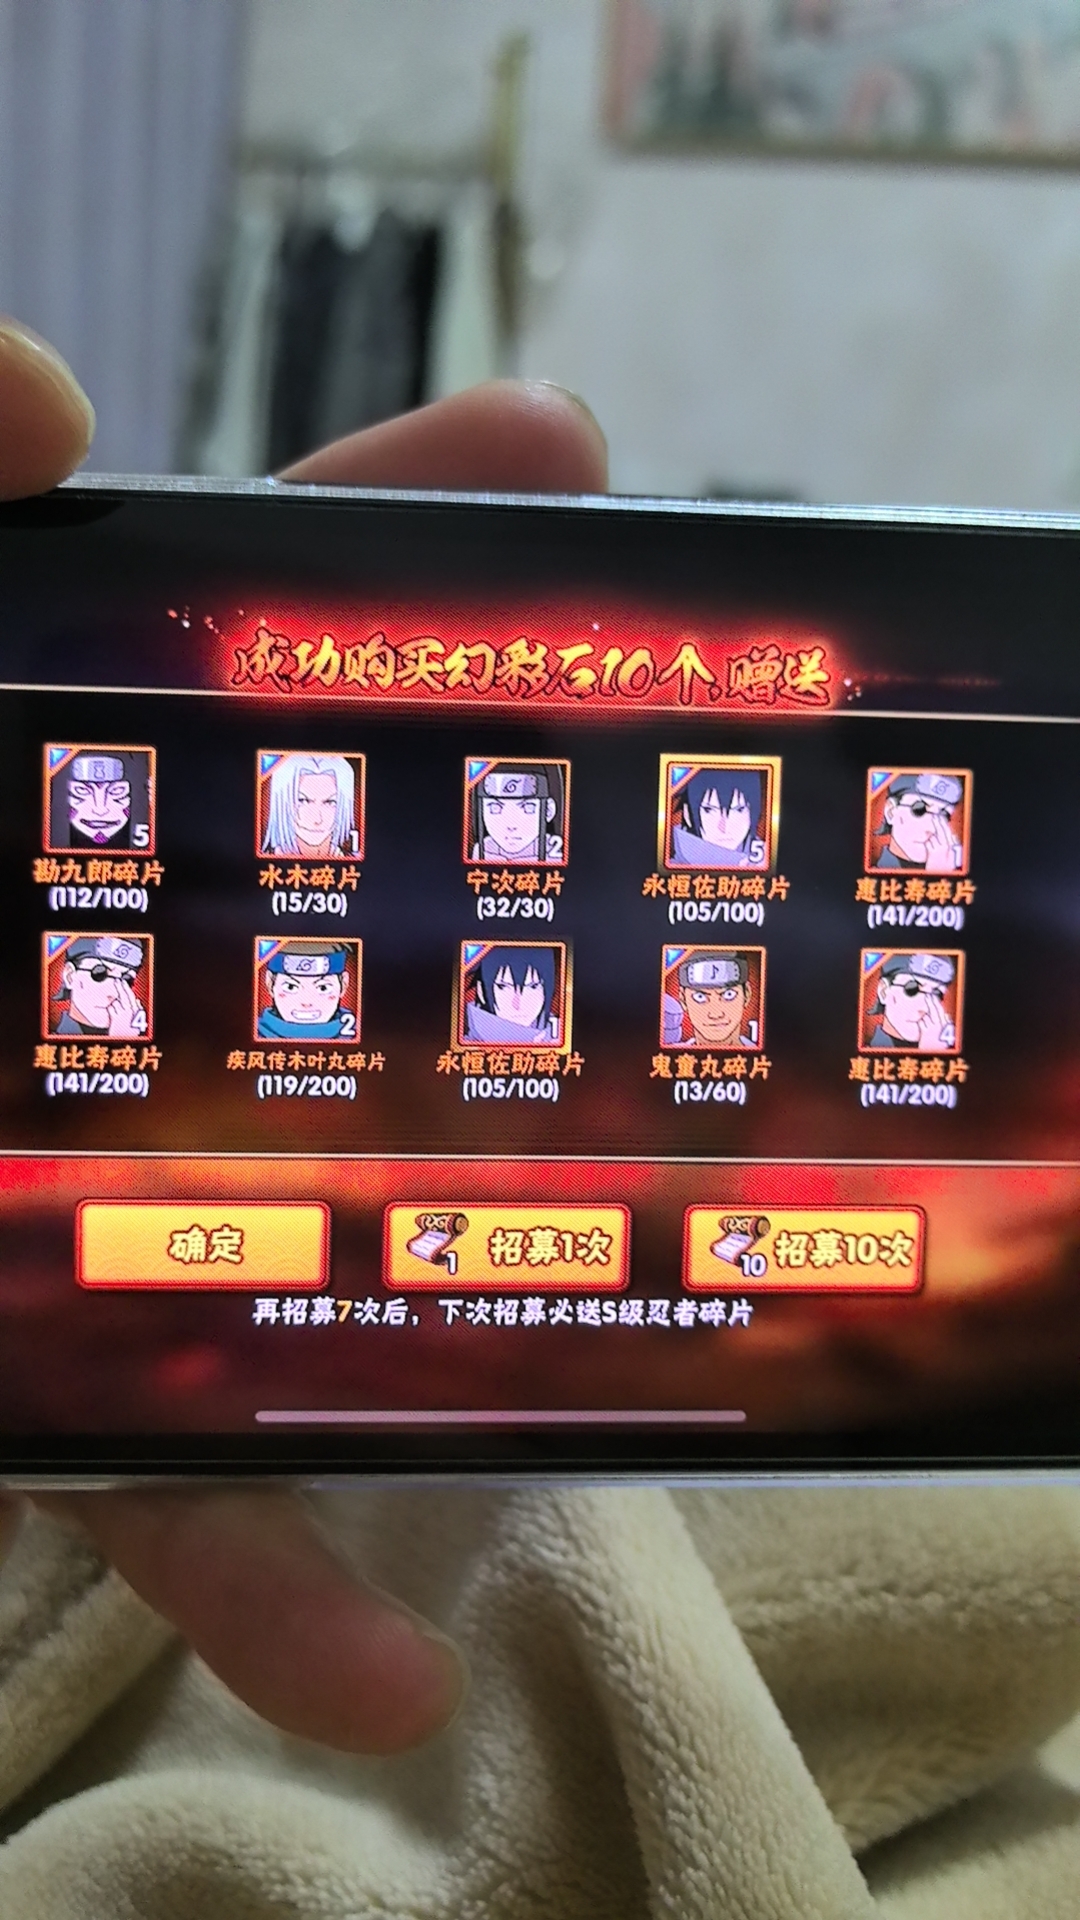 成功购买幻彩石10个,赠送
5 1 2 5 1
勘九郎碎片 水木碎片 宁次碎片 永恒佐助碎片 惠比寿碎片
(112/100) (15/30) (32/30) (105/100) (141/200)
4 2 1 1 4
惠比寿碎片 疾风传木叶丸碎片 永恒佐助碎片 鬼童丸碎片 惠比寿碎片
(141/200) (119/200) (105/100) (13/60) (141/200)
确定 1 招募1次 10 招募10次
再招募7次后，下次招募必送S级忍者碎片